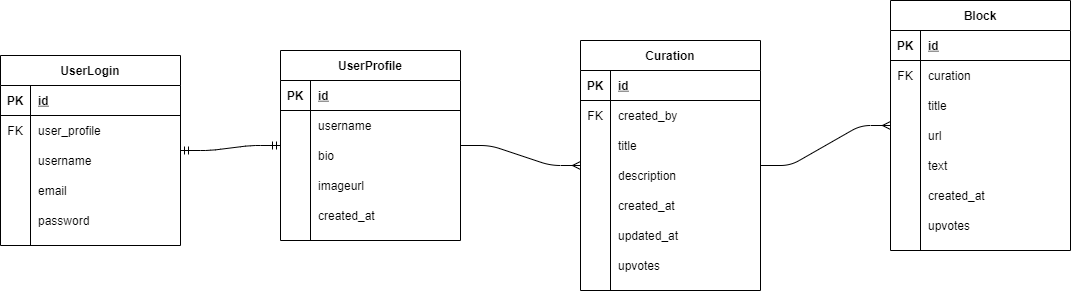 UserLogin
PK id
FK user_profile
username
email
password
UserProfile
PK id
username
bio
imageurl
created_at
Curation
PK id
FK created_by
title
description
created_at
updated_at
upvotes
Block
PK id
FK curation
title
url
text
created_at
upvotes